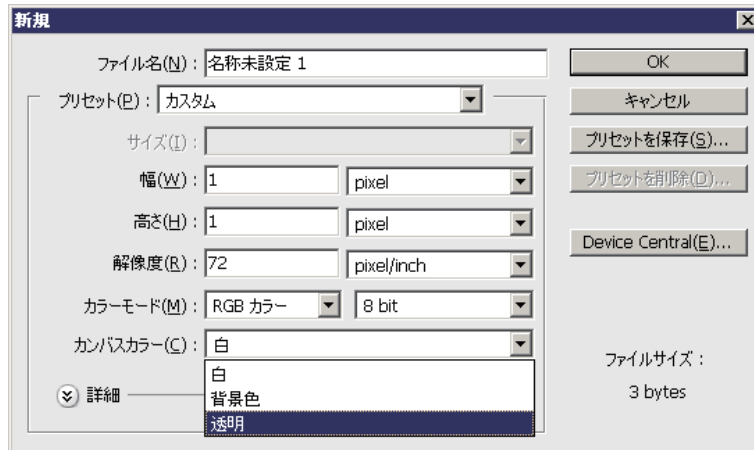 新規
ファイル名(N)：名称未設定 1
OK
プリセット(P)：カスタム
キャンセル
サイズ(I)：
プリセットを保存(S)...
幅(W)：1 pixel
プリセットを削除(D)...
高さ(H)：1 pixel
Device Central(E)...
解像度(R)：72 pixel/inch
カラーモード(M)：RGB カラー 8 bit
カンバスカラー(C)：白
白
背景色
透明
詳細
ファイルサイズ：
3 bytes